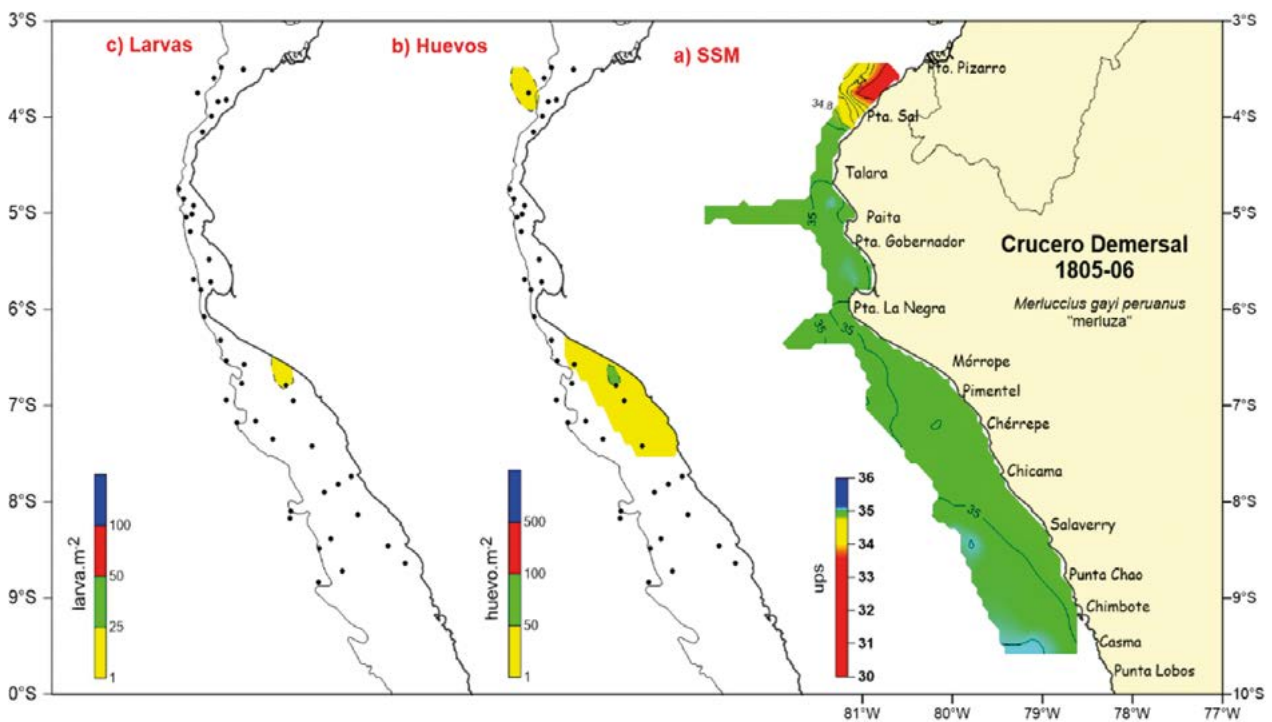 3°S
4°S
5°S
6°S
7°S
8°S
9°S
0°S
c) Larvas
100
50
25
1
larva.m-2
b) Huevos
500
100
50
1
huevo.m-2
a) SSM
34
34.8
35
35
35
35
36
35
34
33
32
31
30
ups
Pto. Pizarro
Pta. Sal
Talara
Paita
Pta. Gobernador
Pta. La Negra
Mórrope
Pimentel
Chérrepe
Chicama
Salaverry
Punta Chao
Chimbote
Casma
Punta Lobos
Crucero Demersal
1805-06
Merluccius gayi peruanus
"merluza"
81°W
80°W
79°W
78°W
77°W
3°S
4°S
5°S
6°S
7°S
8°S
9°S
10°S